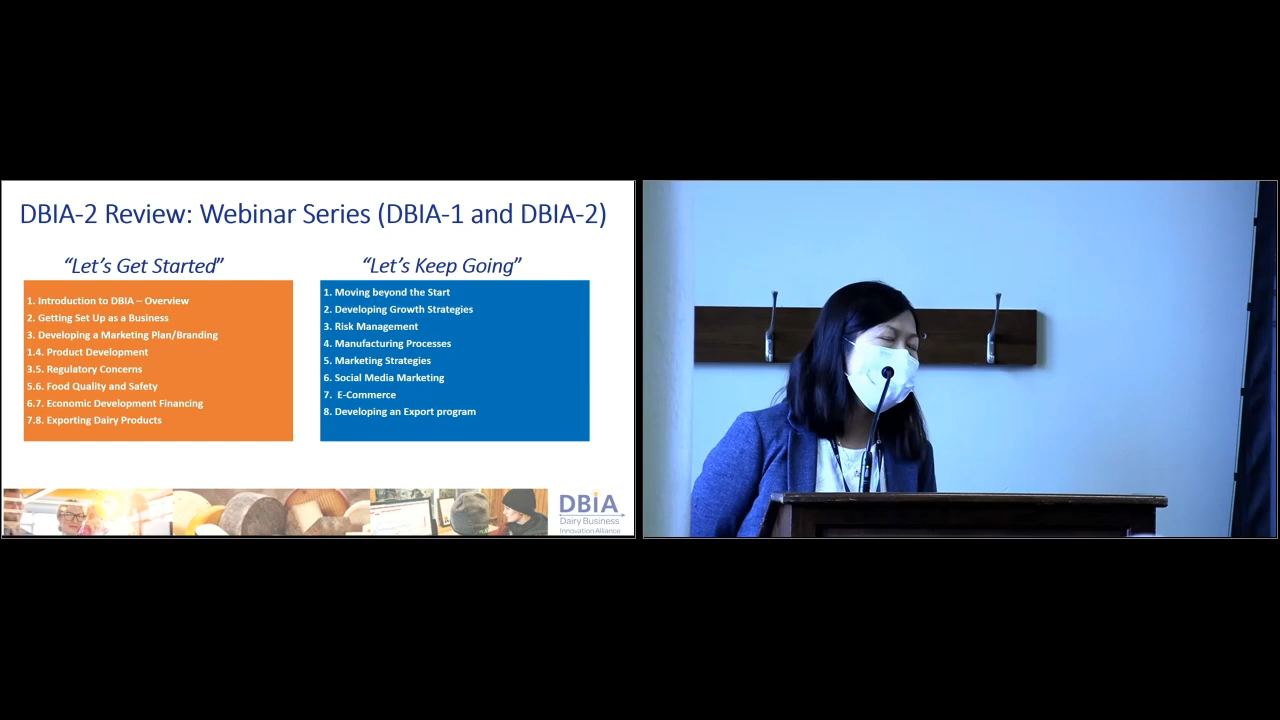 DBIA-2 Review: Webinar Series (DBIA-1 and DBIA-2)
“Let’s Get Started”
1. Introduction to DBIA – Overview
2. Getting Set Up as a Business
3. Developing a Marketing Plan/Branding
1.4. Product Development
3.5. Regulatory Concerns
5.6. Food Quality and Safety
6.7. Economic Development Financing
7.8. Exporting Dairy Products
“Let’s Keep Going”
1. Moving beyond the Start
2. Developing Growth Strategies
3. Risk Management
4. Manufacturing Processes
5. Marketing Strategies
6. Social Media Marketing
7. E-Commerce
8. Developing an Export program
DBIA
Dairy Business
Innovation Alliance